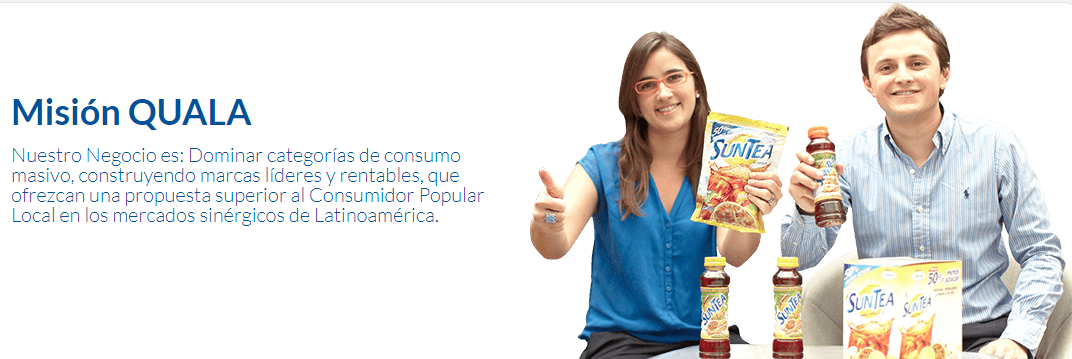 Misión QUALA
Nuestro Negocio es: Dominar categorías de consumo
masivo, construyendo marcas líderes y rentables, que
ofrezcan una propuesta superior al Consumidor Popular
Local en los mercados sinérgicos de Latinoamérica.
SUNTEA
SUNTEA
SUNTEA
SUNTEA
SUNTEA
50